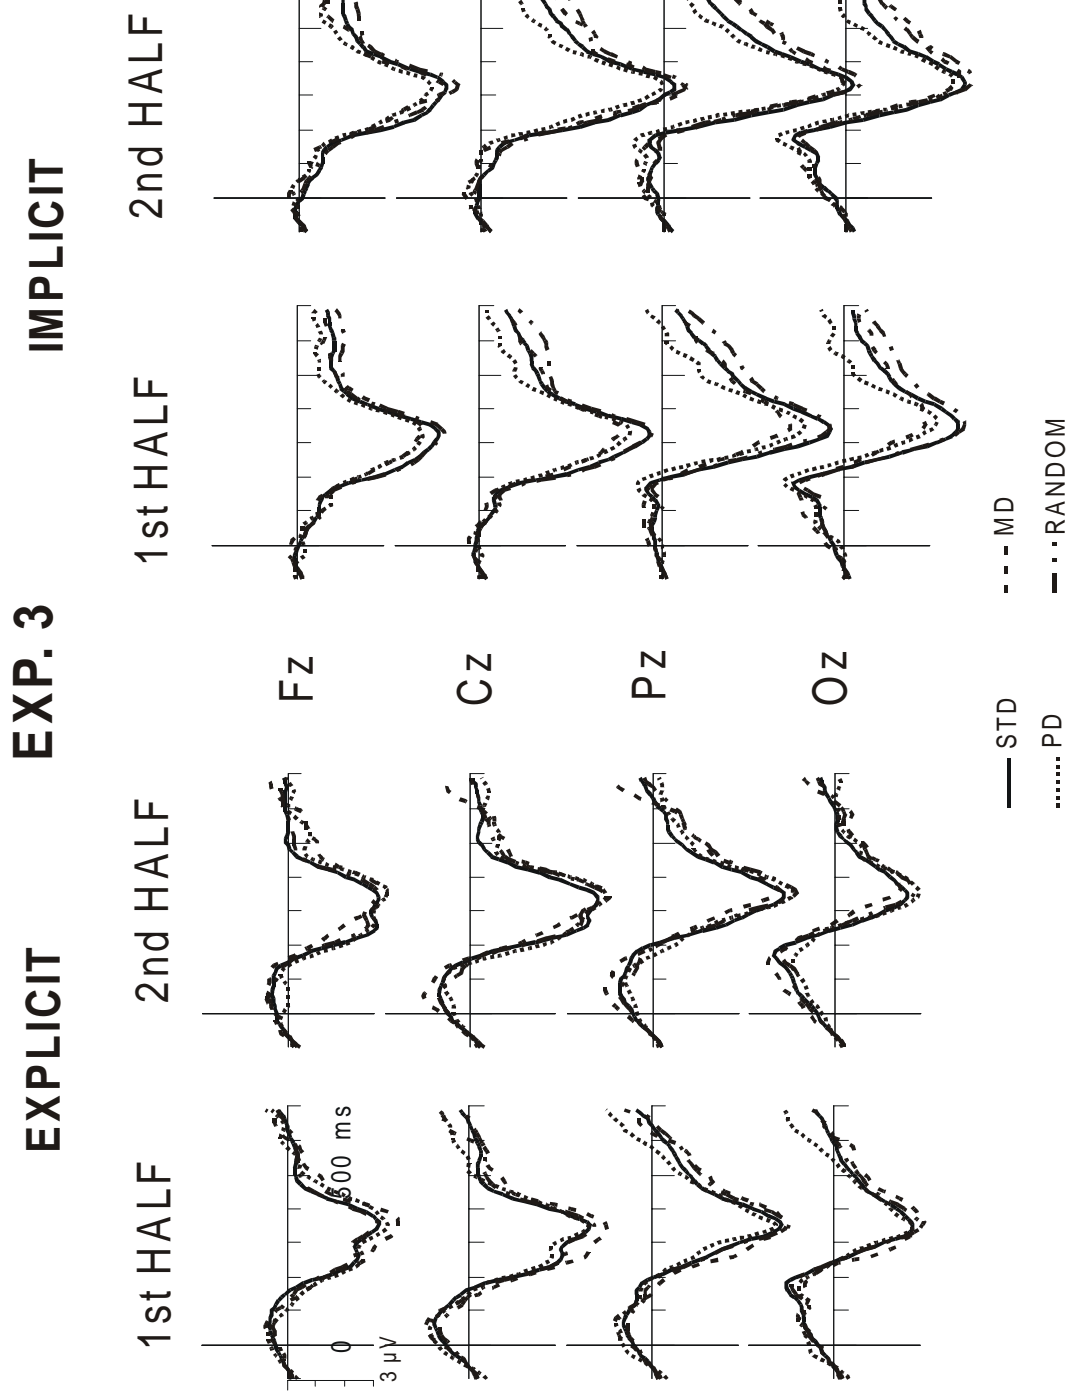 EXP. 3
EXPLICIT
IMPLICIT
1st HALF
2nd HALF
1st HALF
2nd HALF
Fz
Cz
Pz
Oz
0
600 ms
3 µV
STD
MD
PD
RANDOM